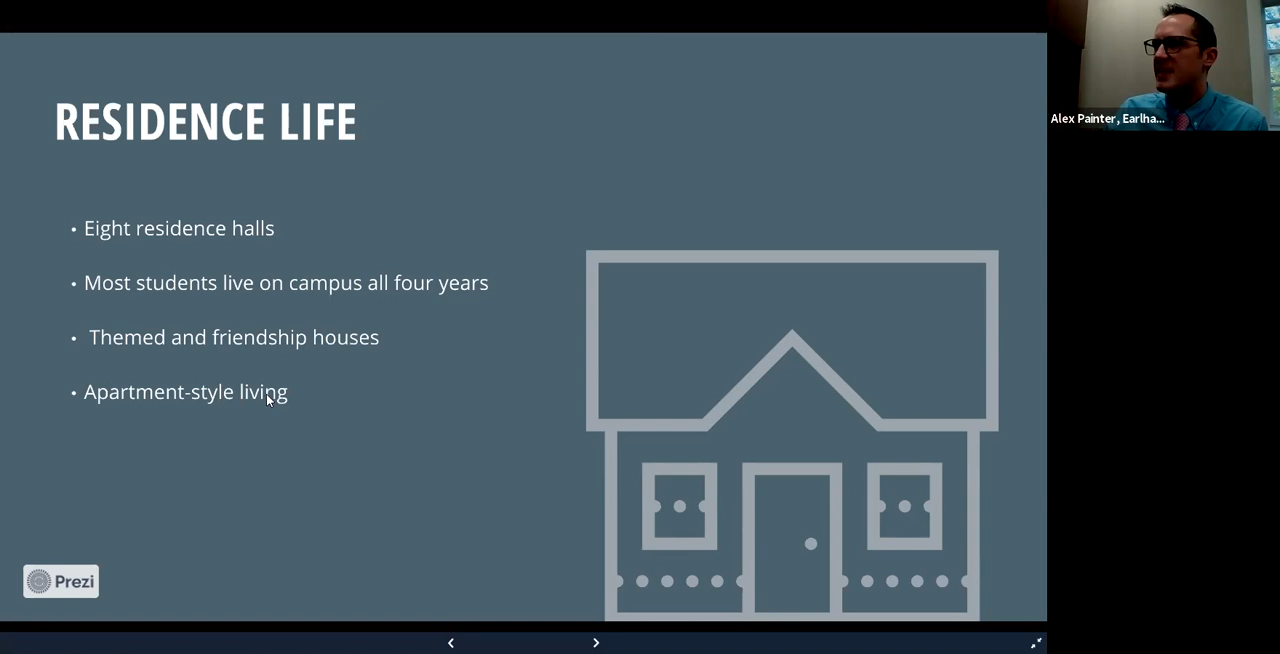 RESIDENCE LIFE
• Eight residence halls
• Most students live on campus all four years
• Themed and friendship houses
• Apartment-style living
Prezi
Alex Painter, Earlha...